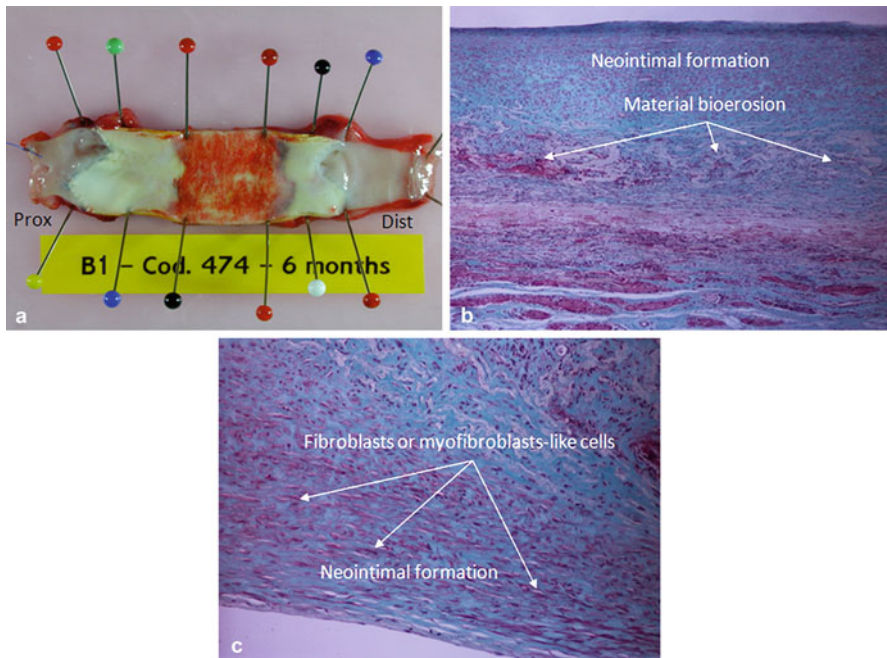 Prox
Dist
B1 – Cod. 474 – 6 months
a
Neointimal formation
Material bioerosion
b
Fibroblasts or myofibroblasts-like cells
Neointimal formation
c